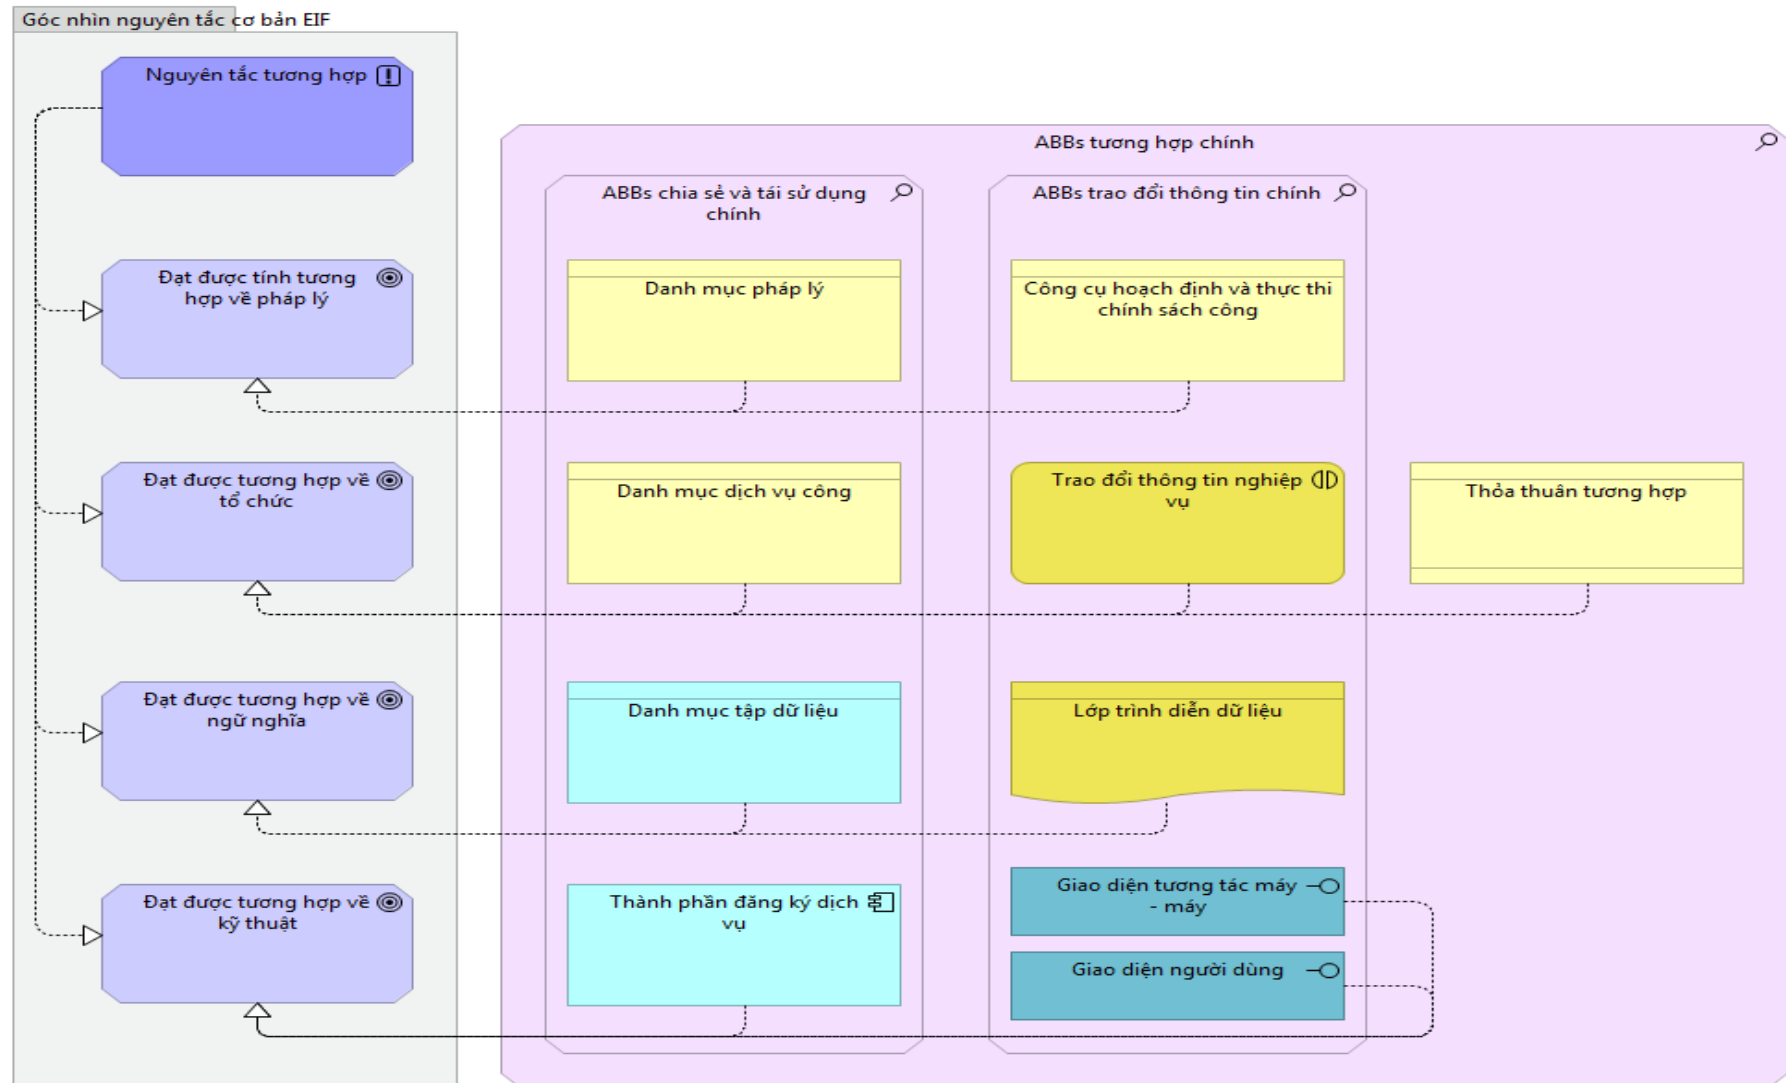 Góc nhìn nguyên tắc cơ bản EIF
Nguyên tắc tương hợp
ABBs tương hợp chính
ABBs chia sẻ và tái sử dụng
chính
ABBs trao đổi thông tin chính
Đạt được tính tương
hợp về pháp lý
Danh mục pháp lý
Công cụ hoạch định và thực thi
chính sách công
Đạt được tương hợp về
tổ chức
Danh mục dịch vụ công
Trao đổi thông tin nghiệp
vụ
Thỏa thuân tương hợp
Đạt được tương hợp về
ngữ nghĩa
Danh mục tập dữ liệu
Lớp trình diễn dữ liệu
Đạt được tương hợp về
kỹ thuật
Thành phần đăng ký dịch
vụ
Giao diện tương tác máy
- máy
Giao diện người dùng